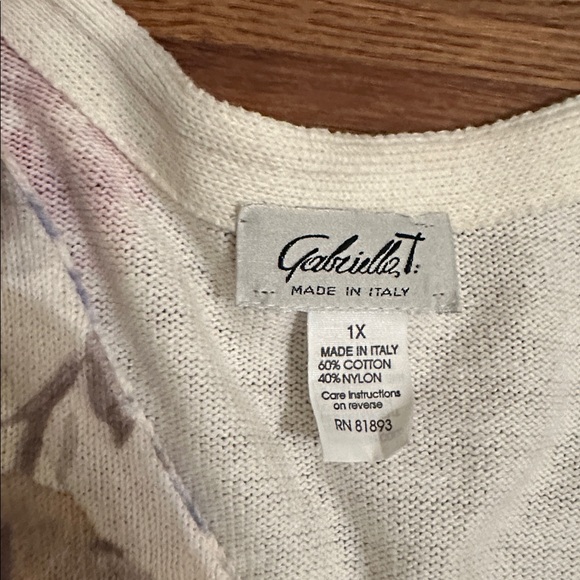 Gabrielle T.
MADE IN ITALY
1X
MADE IN ITALY
60% COTTON
40% NYLON
Care Instructions
on reverse
RN 81893